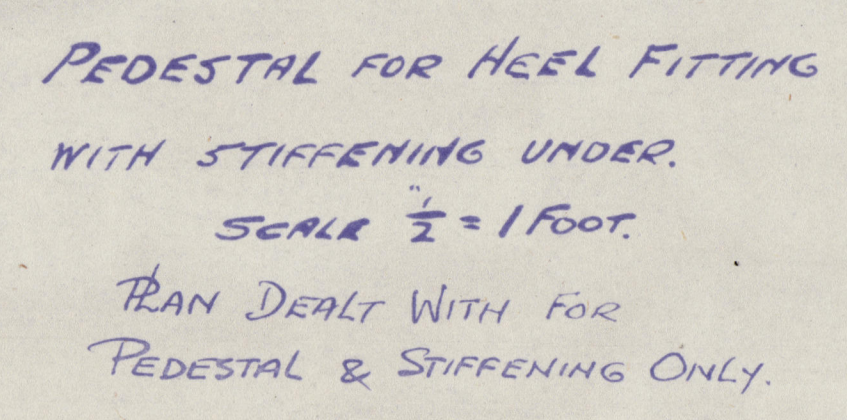 PEDESTAL FOR HEEL FITTING
WITH STIFFENING UNDER.
SCALE ½" = 1 FOOT.
PLAN DEALT WITH FOR
PEDESTAL & STIFFENING ONLY.